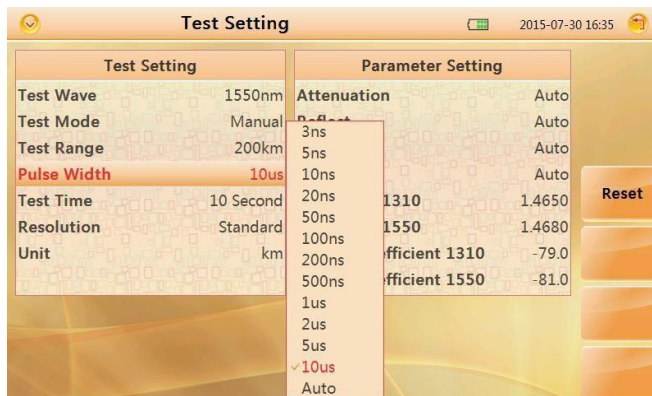 Test Setting
2015-07-30 16:35
Test Setting
Test Wave 1550nm
Test Mode Manual
Test Range 200km
Pulse Width 10us
Test Time 10 Second
Resolution Standard
Unit km
Parameter Setting
Attenuation Auto
Auto
Auto
Auto
1310 1.4650
1550 1.4680
efficient 1310 -79.0
efficient 1550 -81.0
3ns
5ns
10ns
20ns
50ns
100ns
200ns
500ns
1us
2us
5us
✓10us
Auto
Reset